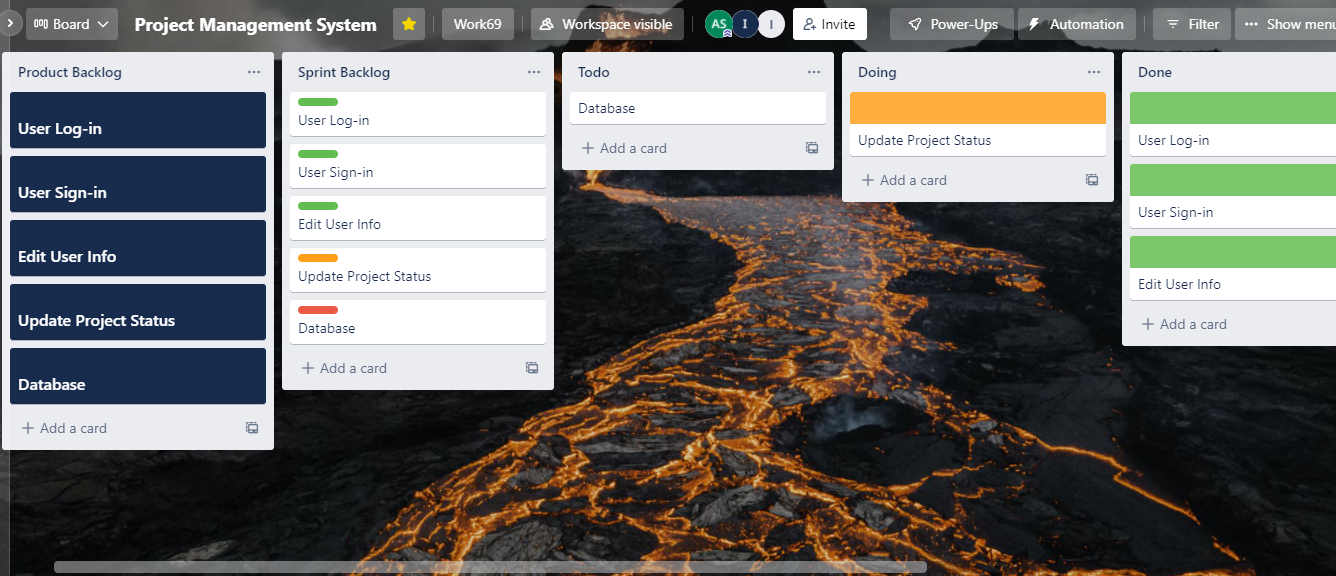 Board
Project Management System
Work69
Workspace visible
AS
I
I
Invite
Power-Ups
Automation
Filter
Show menu
Product Backlog
User Log-in
User Sign-in
Edit User Info
Update Project Status
Database
Add a card
Sprint Backlog
User Log-in
User Sign-in
Edit User Info
Update Project Status
Database
Add a card
Todo
Database
Add a card
Doing
Update Project Status
Add a card
Done
User Log-in
User Sign-in
Edit User Info
Add a card